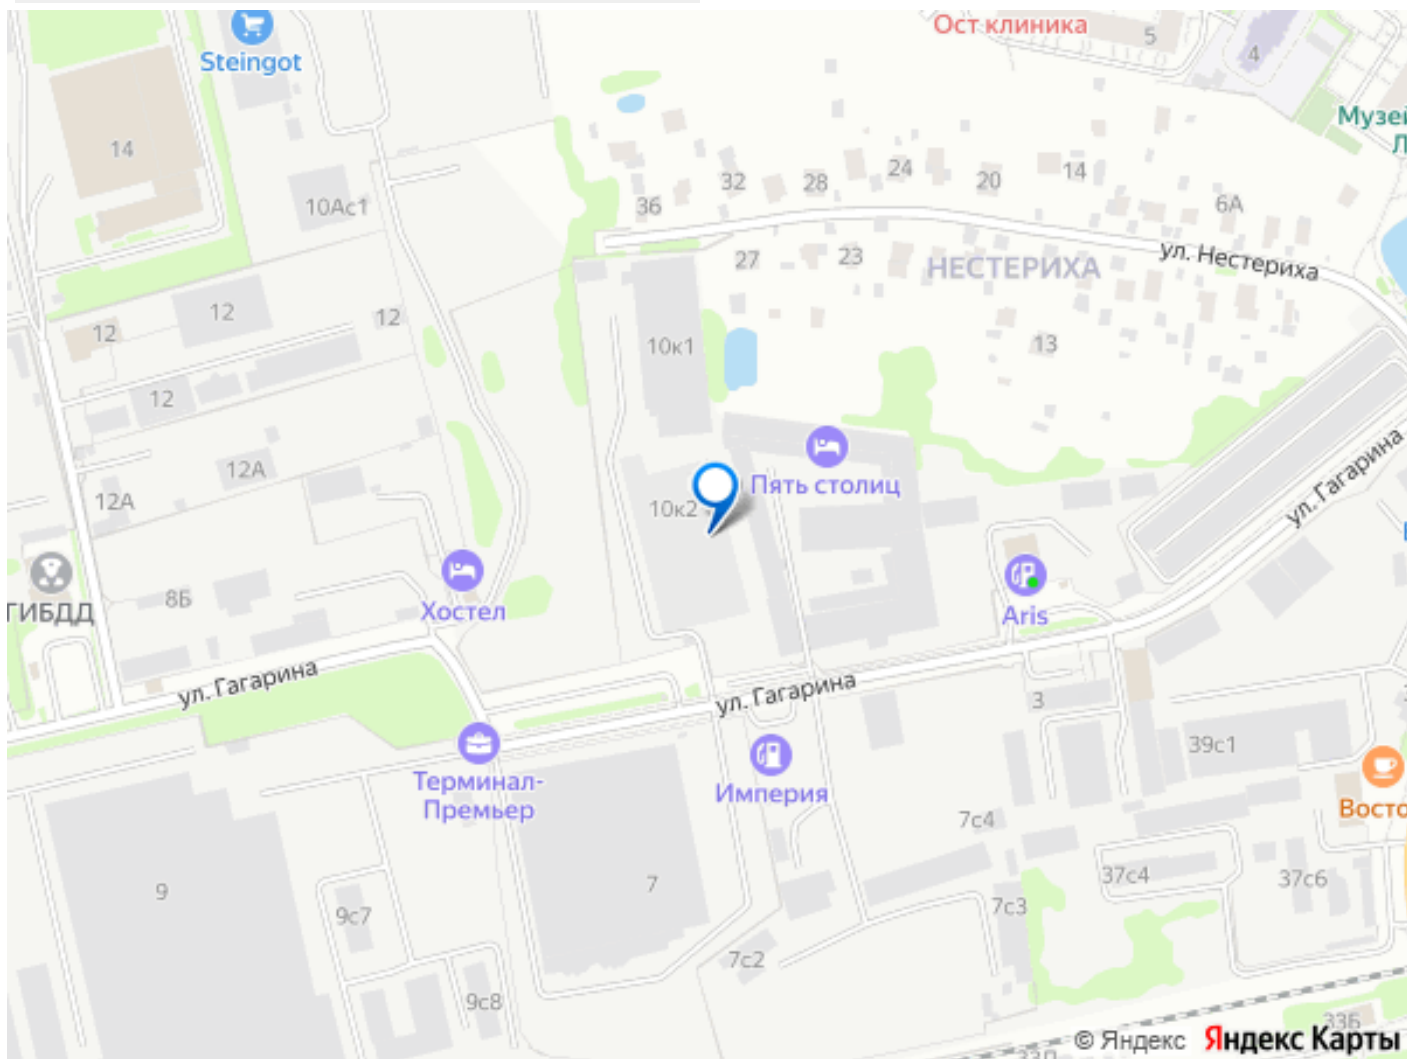 Ост клиника
5
4
Steingot
Музей
Л
14
10Ас1
36
32
28
24
20
14
6А
ул. Нестериха
27
23
НЕСТЕРИХА
12
12
12
10к1
13
12
12А
12А
10к2
Пять столиц
ул. Гагарина
ГИБДД
8Б
Хостел
Aris
ул. Гагарина
ул. Гагарина
3
39с1
Терминал-
Премьер
Империя
Восто
7с4
9
7
37с4
37с6
9с7
7с3
7с2
9с8
33Б
© Яндекс Яндекс Карты